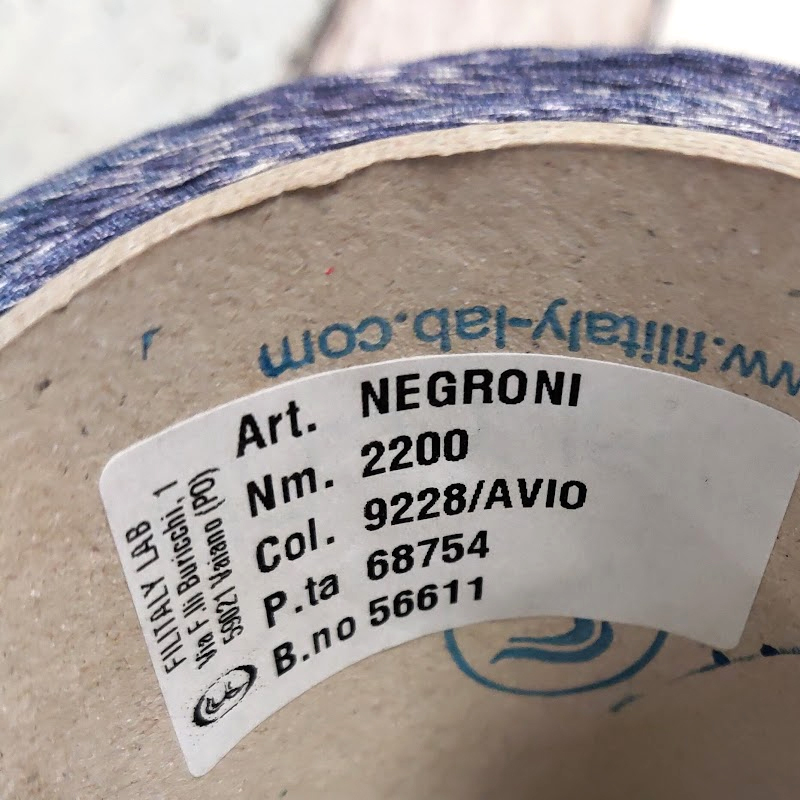 www.filitaly-lab.com
Art. NEGRONI
Nm. 2200
Col. 9228/AVIO
P.ta 68754
B.no 56611
FILITALY LAB
Via F.lli Buricchi, 1
59021 Vaiano (PO)